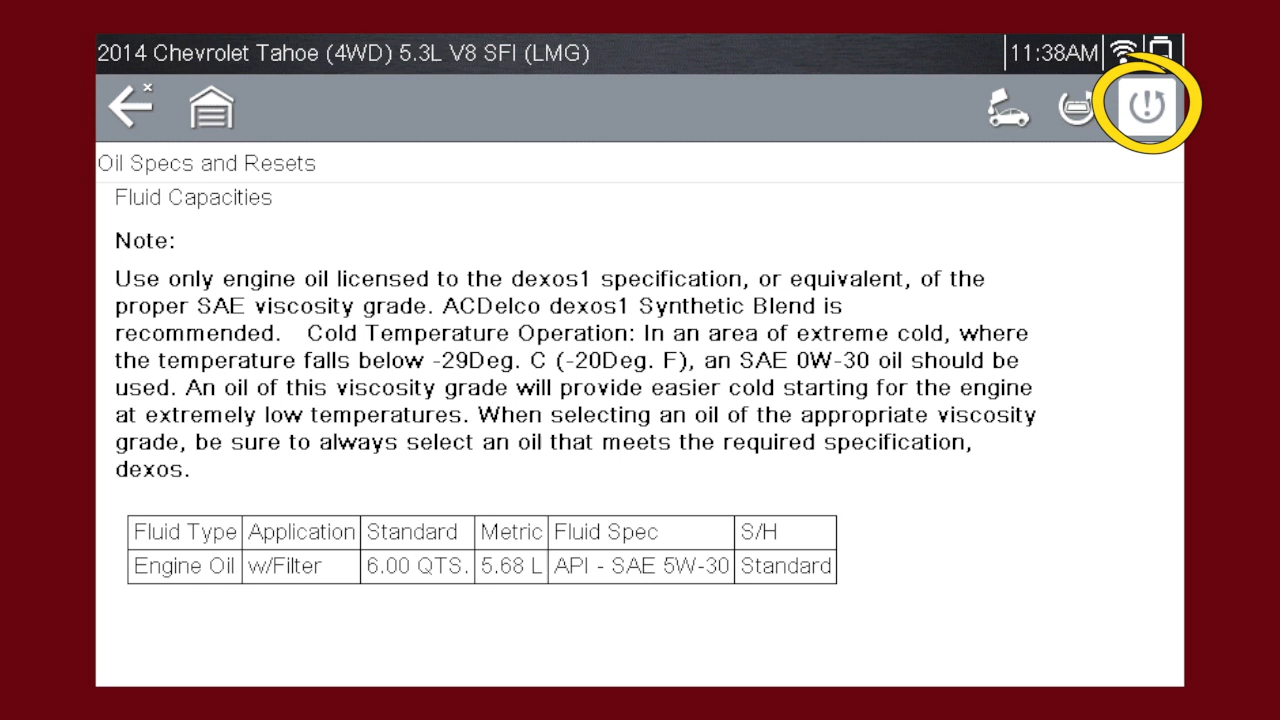 2014 Chevrolet Tahoe (4WD) 5.3L V8 SFI (LMG) 11:38AM
Oil Specs and Resets
Fluid Capacities
Note:
Use only engine oil licensed to the dexos1 specification, or equivalent, of the
proper SAE viscosity grade. ACDelco dexos1 Synthetic Blend is
recommended. Cold Temperature Operation: In an area of extreme cold, where
the temperature falls below -29Deg. C (-20Deg. F), an SAE 0W-30 oil should be
used. An oil of this viscosity grade will provide easier cold starting for the engine
at extremely low temperatures. When selecting an oil of the appropriate viscosity
grade, be sure to always select an oil that meets the required specification,
dexos.
Fluid Type Application Standard Metric Fluid Spec S/H
Engine Oil w/Filter 6.00 QTS. 5.68 L API - SAE 5W-30 Standard